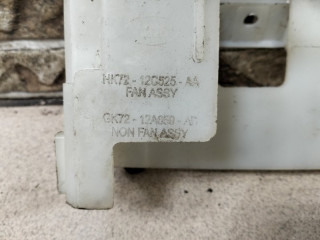 HK72 - 12C525 - AA
FAN ASSY
GK72 - 12A659 - AB
NON FAN ASSY